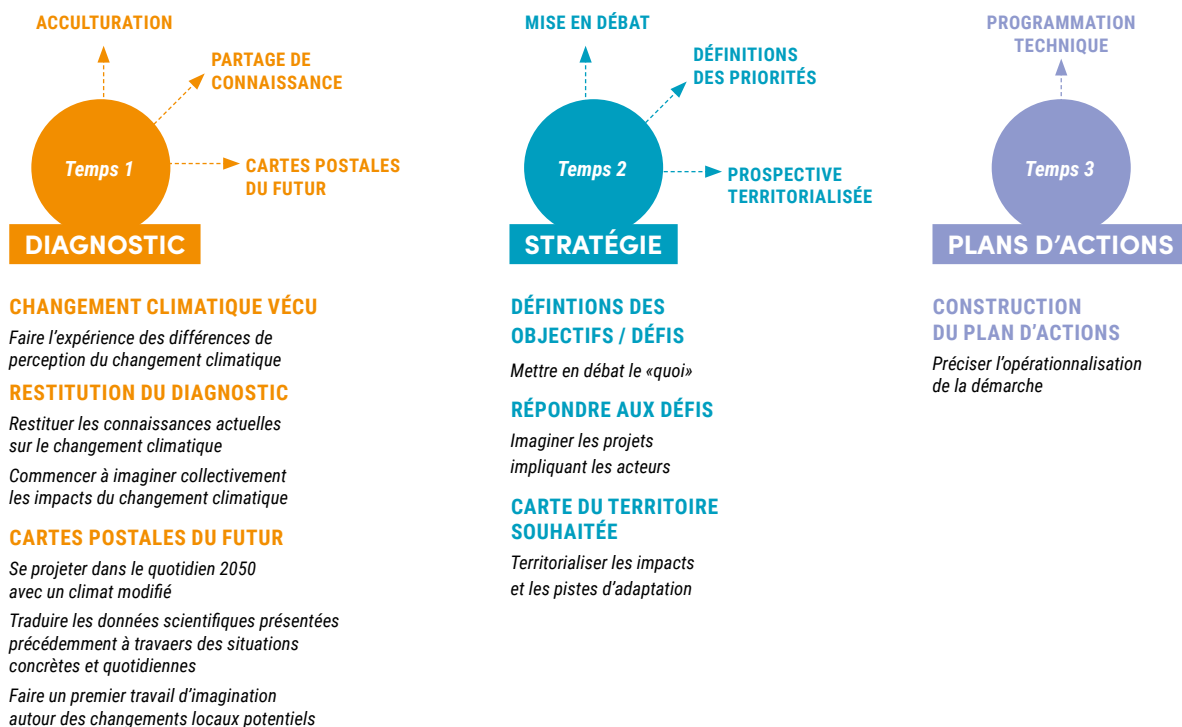 ACCULTURATION
PARTAGE DE
CONNAISSANCE
CARTES POSTALES
DU FUTUR
Temps 1
DIAGNOSTIC
CHANGEMENT CLIMATIQUE VÉCU
Faire l'expérience des différences de
perception du changement climatique
RESTITUTION DU DIAGNOSTIC
Restituer les connaissances actuelles
sur le changement climatique
Commencer à imaginer collectivement
les impacts du changement climatique
CARTES POSTALES DU FUTUR
Se projeter dans le quotidien 2050
avec un climat modifié
Traduire les données scientifiques présentées
précédemment à travaers des situations
concrètes et quotidiennes
Faire un premier travail d'imagination
autour des changements locaux potentiels
MISE EN DÉBAT
DÉFINITIONS
DES PRIORITÉS
PROSPECTIVE
TERRITORIALISÉE
Temps 2
STRATÉGIE
DÉFINTIONS DES
OBJECTIFS / DÉFIS
Mettre en débat le «quoi»
RÉPONDRE AUX DÉFIS
Imaginer les projets
impliquant les acteurs
CARTE DU TERRITOIRE
SOUHAITÉE
Territorialiser les impacts
et les pistes d'adaptation
PROGRAMMATION
TECHNIQUE
Temps 3
PLANS D'ACTIONS
CONSTRUCTION
DU PLAN D'ACTIONS
Préciser l'opérationnalisation
de la démarche